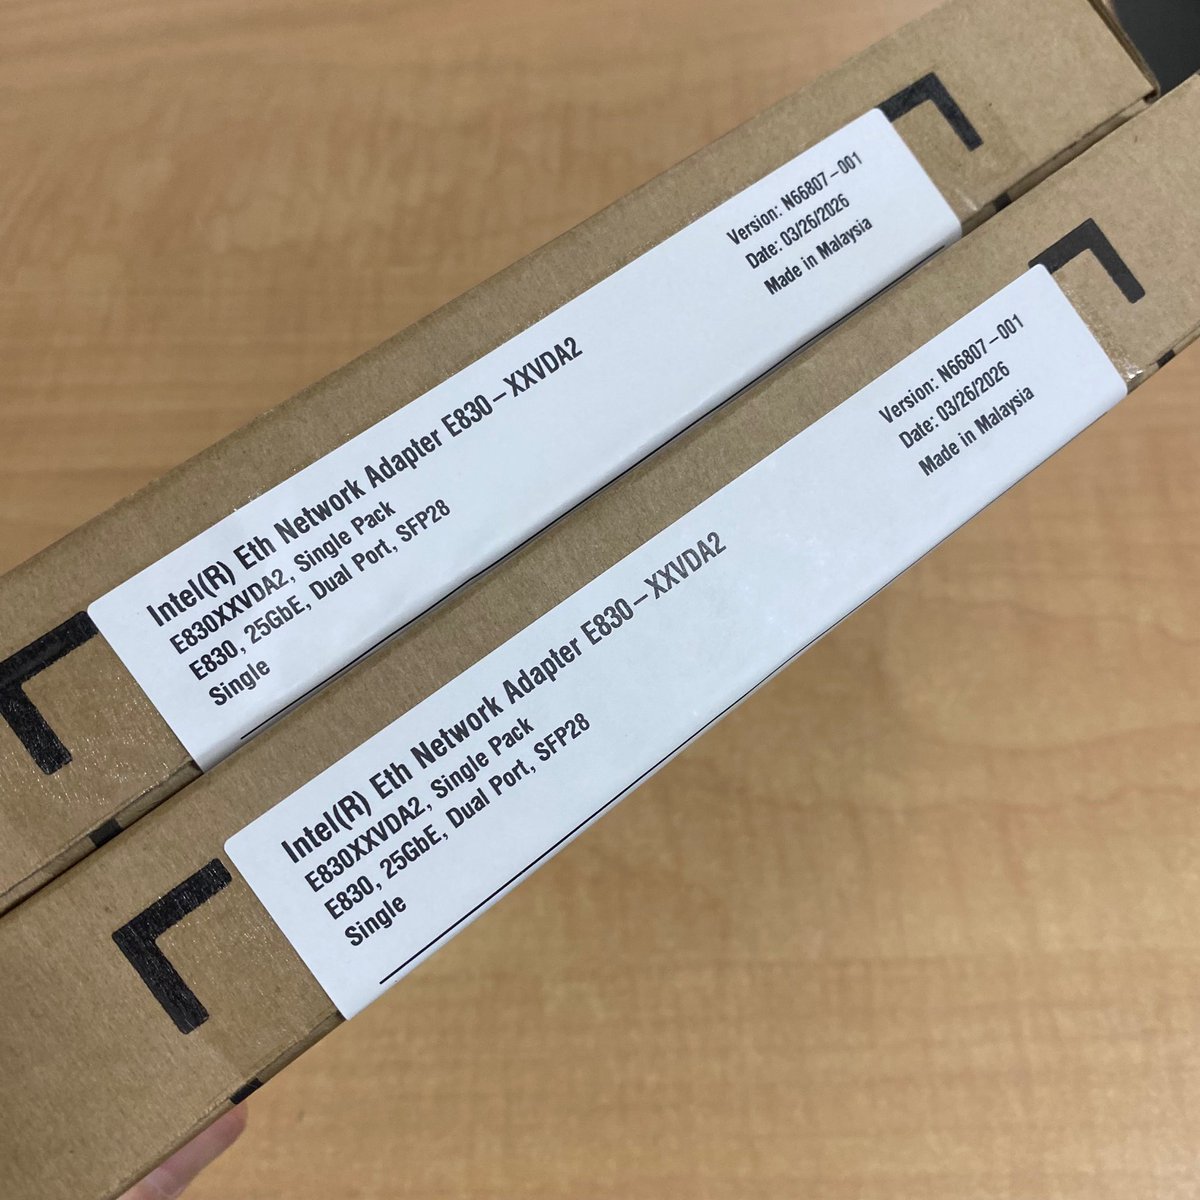 Version: N66807-001
Date: 03/26/2026
Made in Malaysia
Intel(R) Eth Network Adapter E830-XXVDA2
E830XXVDA2, Single Pack
E830, 25GbE, Dual Port, SFP28
Single
Version: N66807-001
Date: 03/26/2026
Made in Malaysia
Intel(R) Eth Network Adapter E830-XXVDA2
E830XXVDA2, Single Pack
E830, 25GbE, Dual Port, SFP28
Single